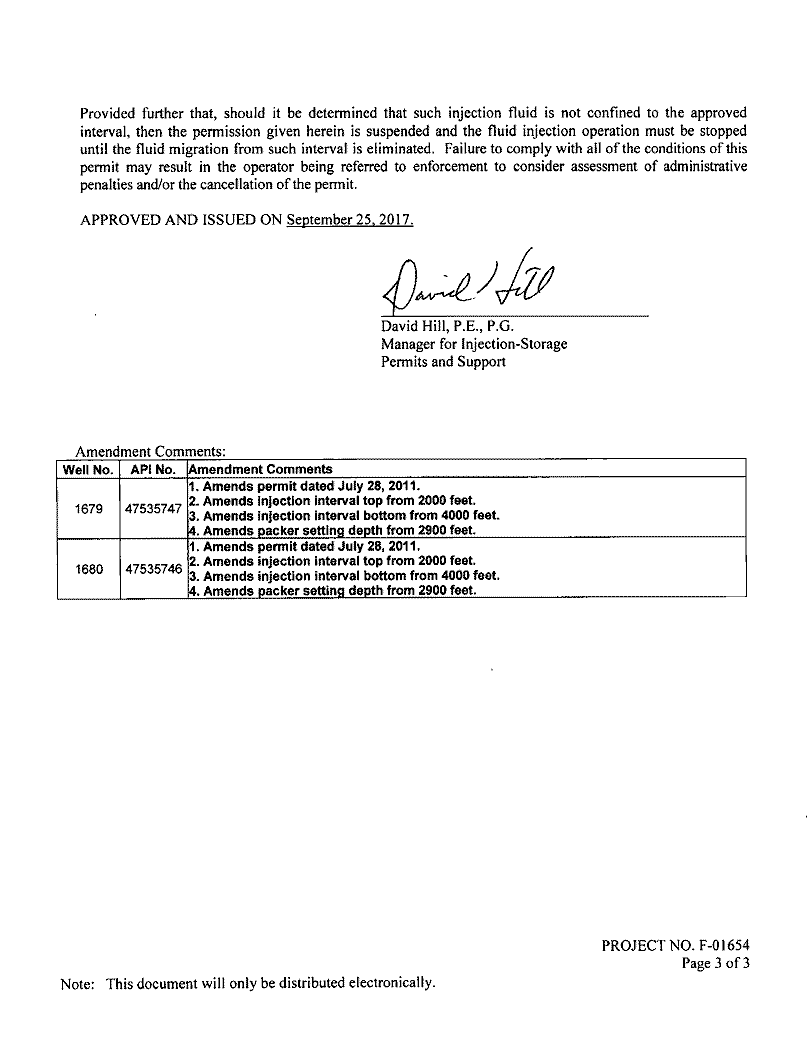 Provided further that, should it be determined that such injection fluid is not confined to the approved
interval, then the permission given herein is suspended and the fluid injection operation must be stopped
until the fluid migration from such interval is eliminated. Failure to comply with all of the conditions of this
permit may result in the operator being referred to enforcement to consider assessment of administrative
penalties and/or the cancellation of the permit.
APPROVED AND ISSUED ON September 25, 2017.
David Hill
David Hill, P.E., P.G.
Manager for Injection-Storage
Permits and Support
Amendment Comments:
Well No. API No. Amendment Comments
1679 47535747 1. Amends permit dated July 28, 2011.
2. Amends injection interval top from 2000 feet.
3. Amends injection interval bottom from 4000 feet.
4. Amends packer setting depth from 2900 feet.
1680 47535746 1. Amends permit dated July 28, 2011.
2. Amends injection interval top from 2000 feet.
3. Amends injection interval bottom from 4000 feet.
4. Amends packer setting depth from 2900 feet.
PROJECT NO. F-01654
Page 3 of 3
Note: This document will only be distributed electronically.